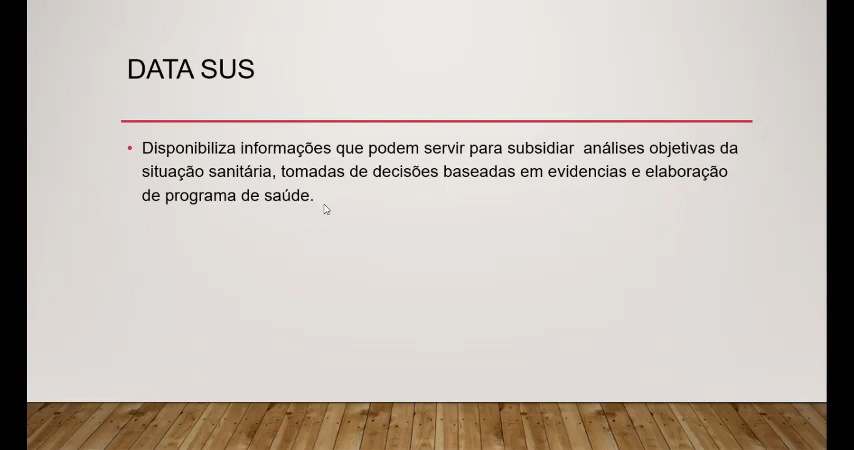 DATA SUS
• Disponibiliza informações que podem servir para subsidiar  análises objetivas da
situação sanitária, tomadas de decisões baseadas em evidencias e elaboração
de programa de saúde.